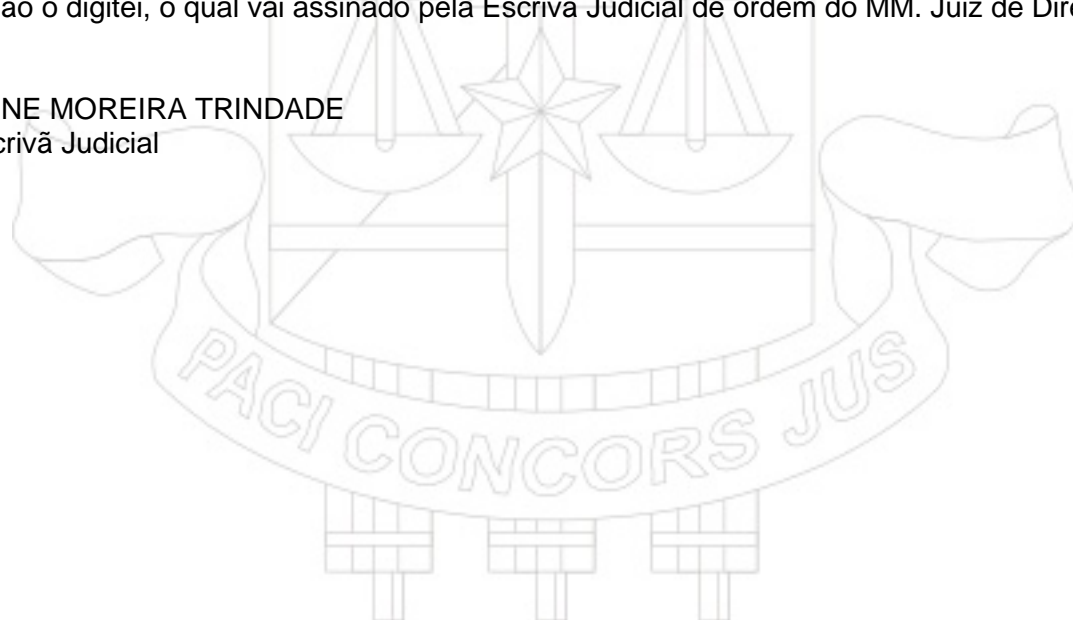 ão o digitei, o qual vai assinado pela Escrivã Judicial de ordem do MM. Juiz de Dire
NE MOREIRA TRINDADE
crivã Judicial
PACI CONCORS JUS